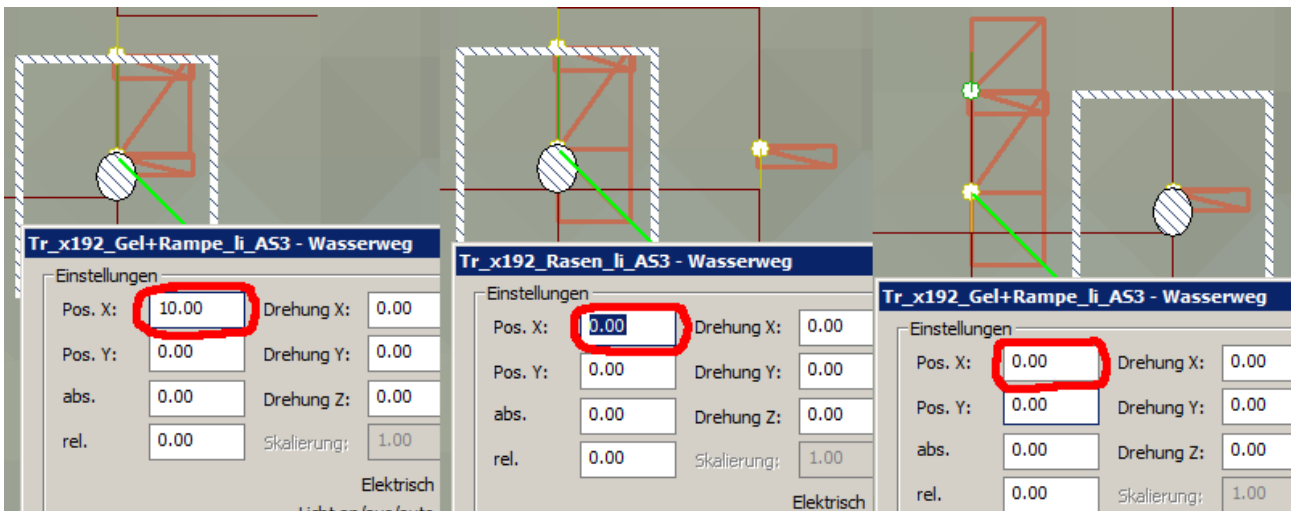 Tr_x192_Gel+Rampe_li_AS3 - Wasserweg
Einstellungen
Pos. X: 10.00 Drehung X: 0.00
Pos. Y: 0.00 Drehung Y: 0.00
abs. 0.00 Drehung Z: 0.00
rel. 0.00 Skalierung: 1.00
Elektrisch
Tr_x192_Rasen_li_AS3 - Wasserweg
Einstellungen
Pos. X: 0.00 Drehung X: 0.00
Pos. Y: 0.00 Drehung Y: 0.00
abs. 0.00 Drehung Z: 0.00
rel. 0.00 Skalierung: 1.00
Elektrisch
Tr_x192_Gel+Rampe_li_AS3 - Wasserweg
Einstellungen
Pos. X: 0.00 Drehung X: 0.00
Pos. Y: 0.00 Drehung Y: 0.00
abs. 0.00 Drehung Z: 0.00
rel. 0.00 Skalierung: 1.00